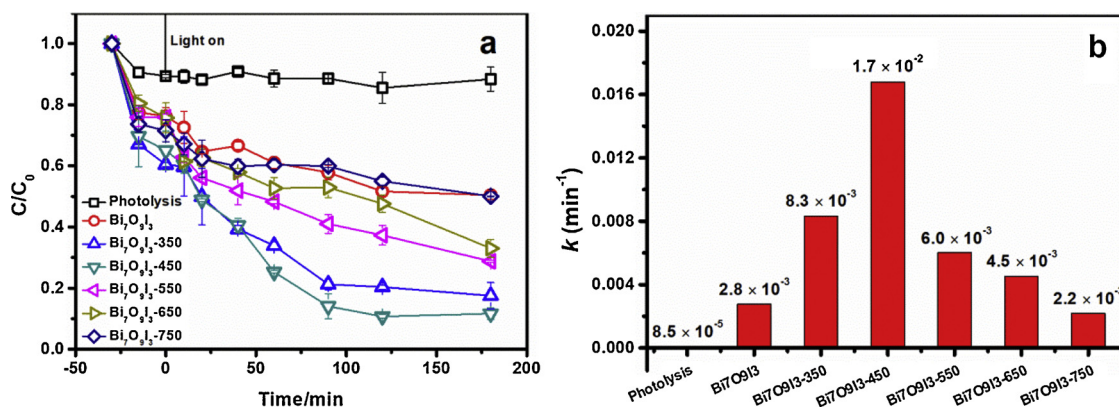 a
Light on
C/C₀
1.0
0.8
0.6
0.4
0.2
0.0
Photolysis
Bi₇O₉I₃
Bi₇O₉I₃-350
Bi₇O₉I₃-450
Bi₇O₉I₃-550
Bi₇O₉I₃-650
Bi₇O₉I₃-750
-50 0 50 100 150 200
Time/min
b
k (min⁻¹)
0.020
0.016
0.012
0.008
0.004
0.000
8.5 × 10⁻⁵
2.8 × 10⁻³
8.3 × 10⁻³
1.7 × 10⁻²
6.0 × 10⁻³
4.5 × 10⁻³
2.2 × 10⁻
Photolysis
Bi7O9I3
Bi7O9I3-350
Bi7O9I3-450
Bi7O9I3-550
Bi7O9I3-650
Bi7O9I3-750